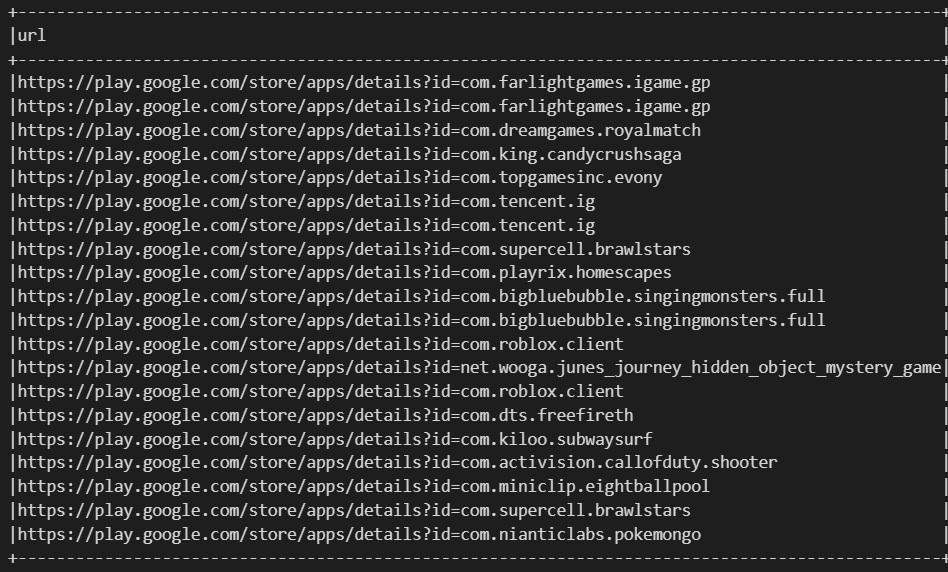 +-------------------------------------------------------------------------------------------------+
|url |
+-------------------------------------------------------------------------------------------------+
|https://play.google.com/store/apps/details?id=com.farlightgames.igame.gp |
|https://play.google.com/store/apps/details?id=com.farlightgames.igame.gp |
|https://play.google.com/store/apps/details?id=com.dreamgames.royalmatch |
|https://play.google.com/store/apps/details?id=com.king.candycrushsaga |
|https://play.google.com/store/apps/details?id=com.topgamesinc.evony |
|https://play.google.com/store/apps/details?id=com.tencent.ig |
|https://play.google.com/store/apps/details?id=com.tencent.ig |
|https://play.google.com/store/apps/details?id=com.supercell.brawlstars |
|https://play.google.com/store/apps/details?id=com.playrix.homescapes |
|https://play.google.com/store/apps/details?id=com.bigbluebubble.singingmonsters.full |
|https://play.google.com/store/apps/details?id=com.bigbluebubble.singingmonsters.full |
|https://play.google.com/store/apps/details?id=com.roblox.client |
|https://play.google.com/store/apps/details?id=net.wooga.junes_journey_hidden_object_mystery_game|
|https://play.google.com/store/apps/details?id=com.roblox.client |
|https://play.google.com/store/apps/details?id=com.dts.freefireth |
|https://play.google.com/store/apps/details?id=com.kiloo.subwaysurf |
|https://play.google.com/store/apps/details?id=com.activision.callofduty.shooter |
|https://play.google.com/store/apps/details?id=com.miniclip.eightballpool |
|https://play.google.com/store/apps/details?id=com.supercell.brawlstars |
|https://play.google.com/store/apps/details?id=com.nianticlabs.pokemongo |
+-------------------------------------------------------------------------------------------------+